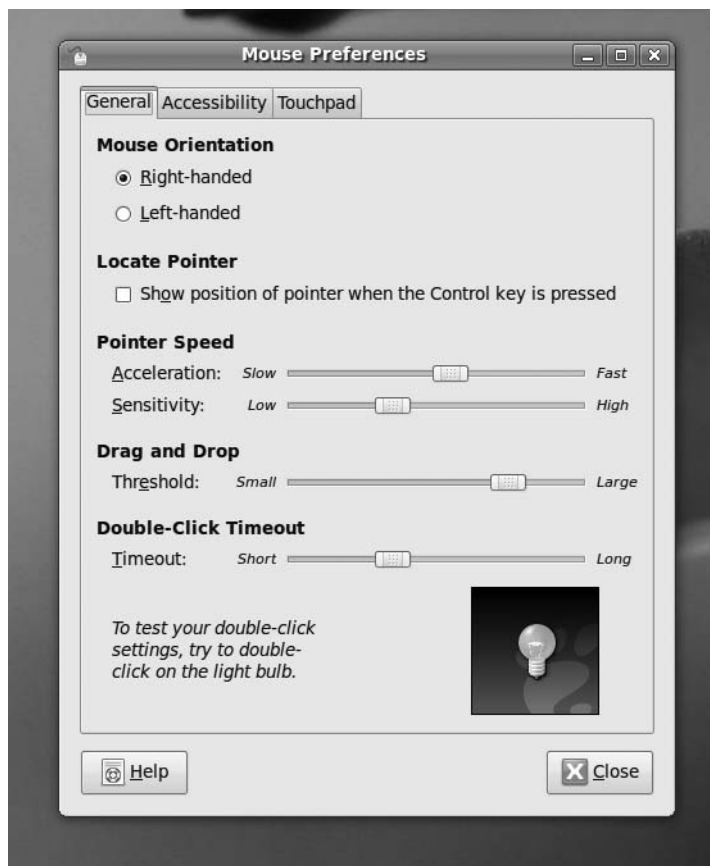 Mouse Preferences
General Accessibility Touchpad
Mouse Orientation
Right-handed
Left-handed
Locate Pointer
Show position of pointer when the Control key is pressed
Pointer Speed
Acceleration: Slow Fast
Sensitivity: Low High
Drag and Drop
Threshold: Small Large
Double-Click Timeout
Timeout: Short Long
To test your double-click
settings, try to double-
click on the light bulb.
Help Close